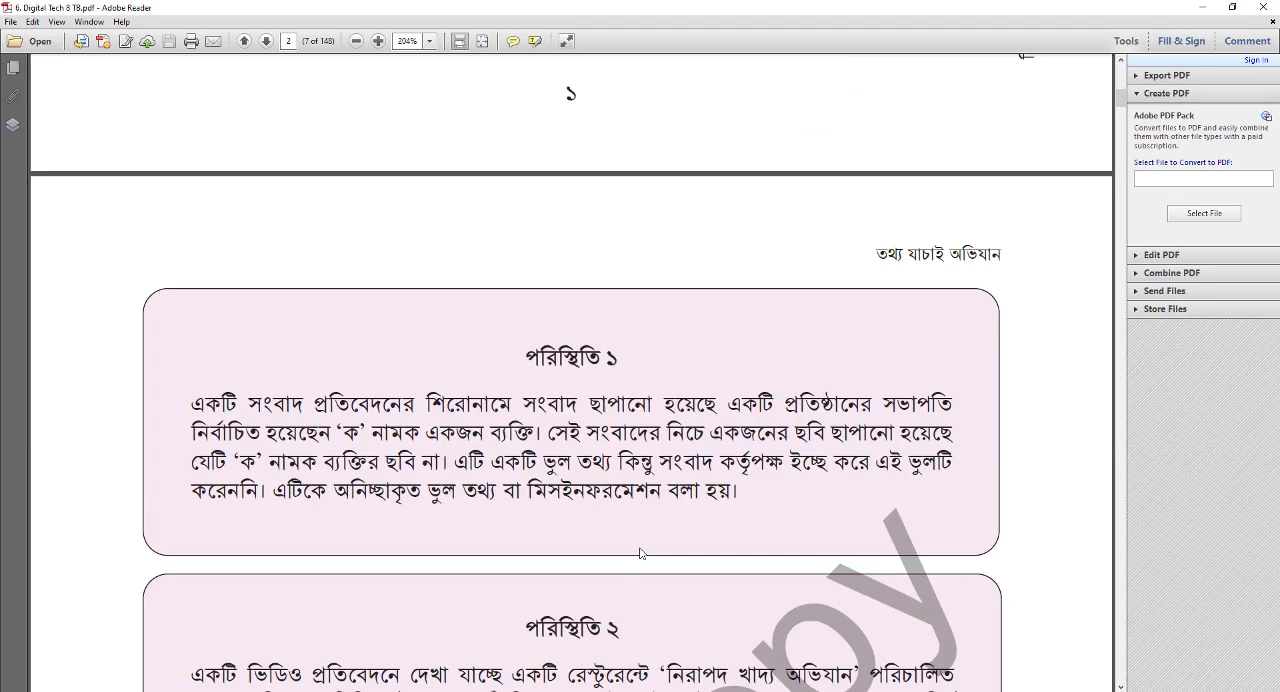 6. Digital Tech 8 TB.pdf - Adobe Reader
File Edit View Window Help
Open 2 (7 of 148) 204% Tools Fill & Sign Comment
Sign In
Export PDF
Create PDF
Adobe PDF Pack
Convert files to PDF and easily combine
them with other file types with a paid
subscription.
Select File to Convert to PDF:
Select File
Edit PDF
Combine PDF
Send Files
Store Files
১
তথ্য যাচাই অভিযান
পরিস্থিতি ১
একটি সংবাদ প্রতিবেদনের শিরোনামে সংবাদ ছাপানো হয়েছে একটি প্রতিষ্ঠানের সভাপতি
নির্বাচিত হয়েছেন ‘ক’ নামক একজন ব্যক্তি। সেই সংবাদের নিচে একজনের ছবি ছাপানো হয়েছে
যেটি ‘ক’ নামক ব্যক্তির ছবি না। এটি একটি ভুল তথ্য কিন্তু সংবাদ কর্তৃপক্ষ ইচ্ছে করে এই ভুলটি
করেননি। এটিকে অনিচ্ছাকৃত ভুল তথ্য বা মিসইনফরমেশন বলা হয়।
পরিস্থিতি ২
একটি ভিডিও প্রতিবেদনে দেখা যাচ্ছে একটি রেস্টুরেন্টে ‘নিরাপদ খাদ্য অভিযান’ পরিচালিত
opy